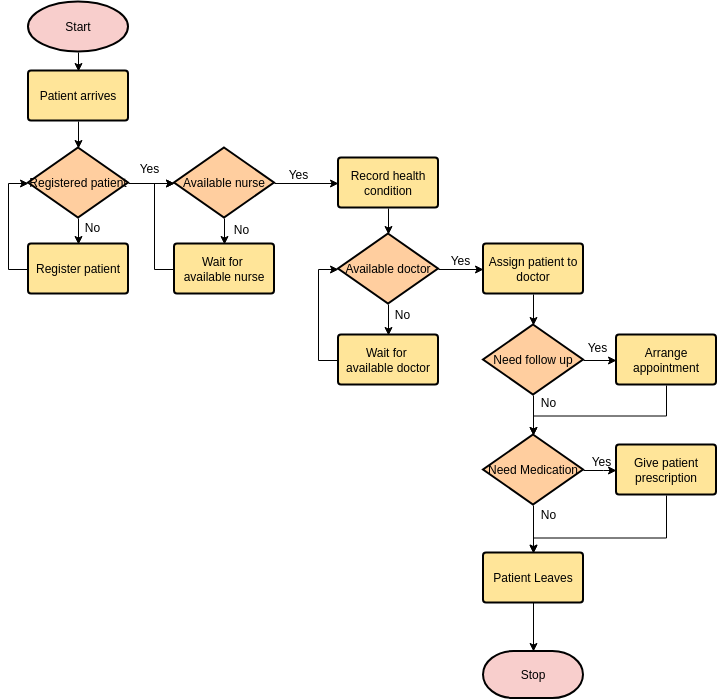 Start
Patient arrives
Registered patient
Yes
Available nurse
Yes
Record health
condition
No
Register patient
No
Wait for
available nurse
Available doctor
Yes
Assign patient to
doctor
No
Wait for
available doctor
Need follow up
Yes
Arrange
appointment
No
Need Medication
Yes
Give patient
prescription
No
Patient Leaves
Stop